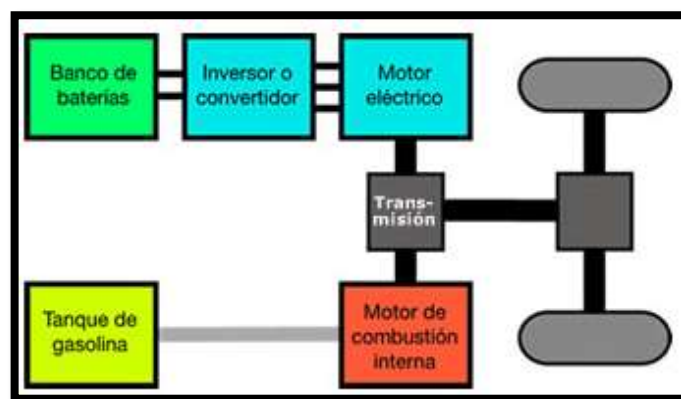 Banco de
baterías
Inversor o
convertidor
Motor
eléctrico
Trans-
misión
Tanque de
gasolina
Motor de
combustión
interna